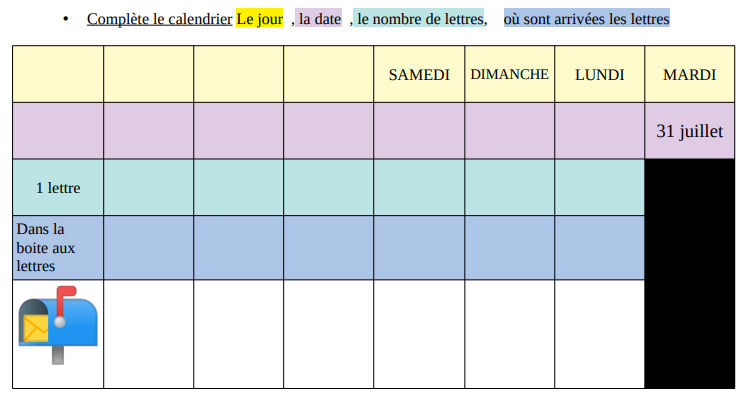 • Complète le calendrier Le jour , la date , le nombre de lettres, où sont arrivées les lettres
SAMEDI DIMANCHE LUNDI MARDI
31 juillet
1 lettre
Dans la
boite aux
lettres